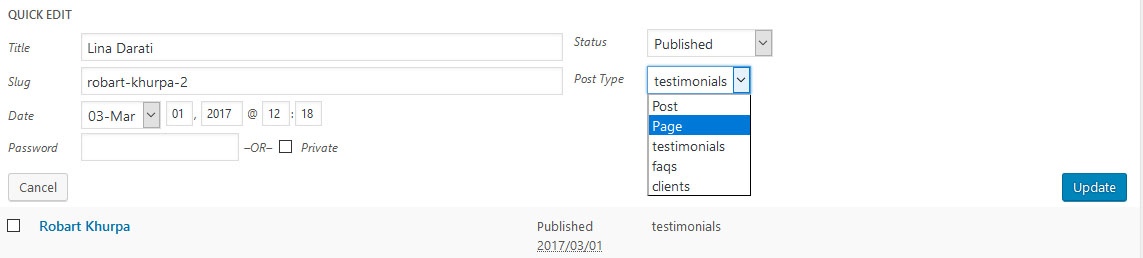 QUICK EDIT
Title Lina Darati
Status Published
Slug robart-khurpa-2
Post Type testimonials
Post
Page
testimonials
faqs
clients
Date 03-Mar 01 , 2017 @ 12 : 18
Password –OR– Private
Cancel Update
Robart Khurpa Published testimonials
2017/03/01